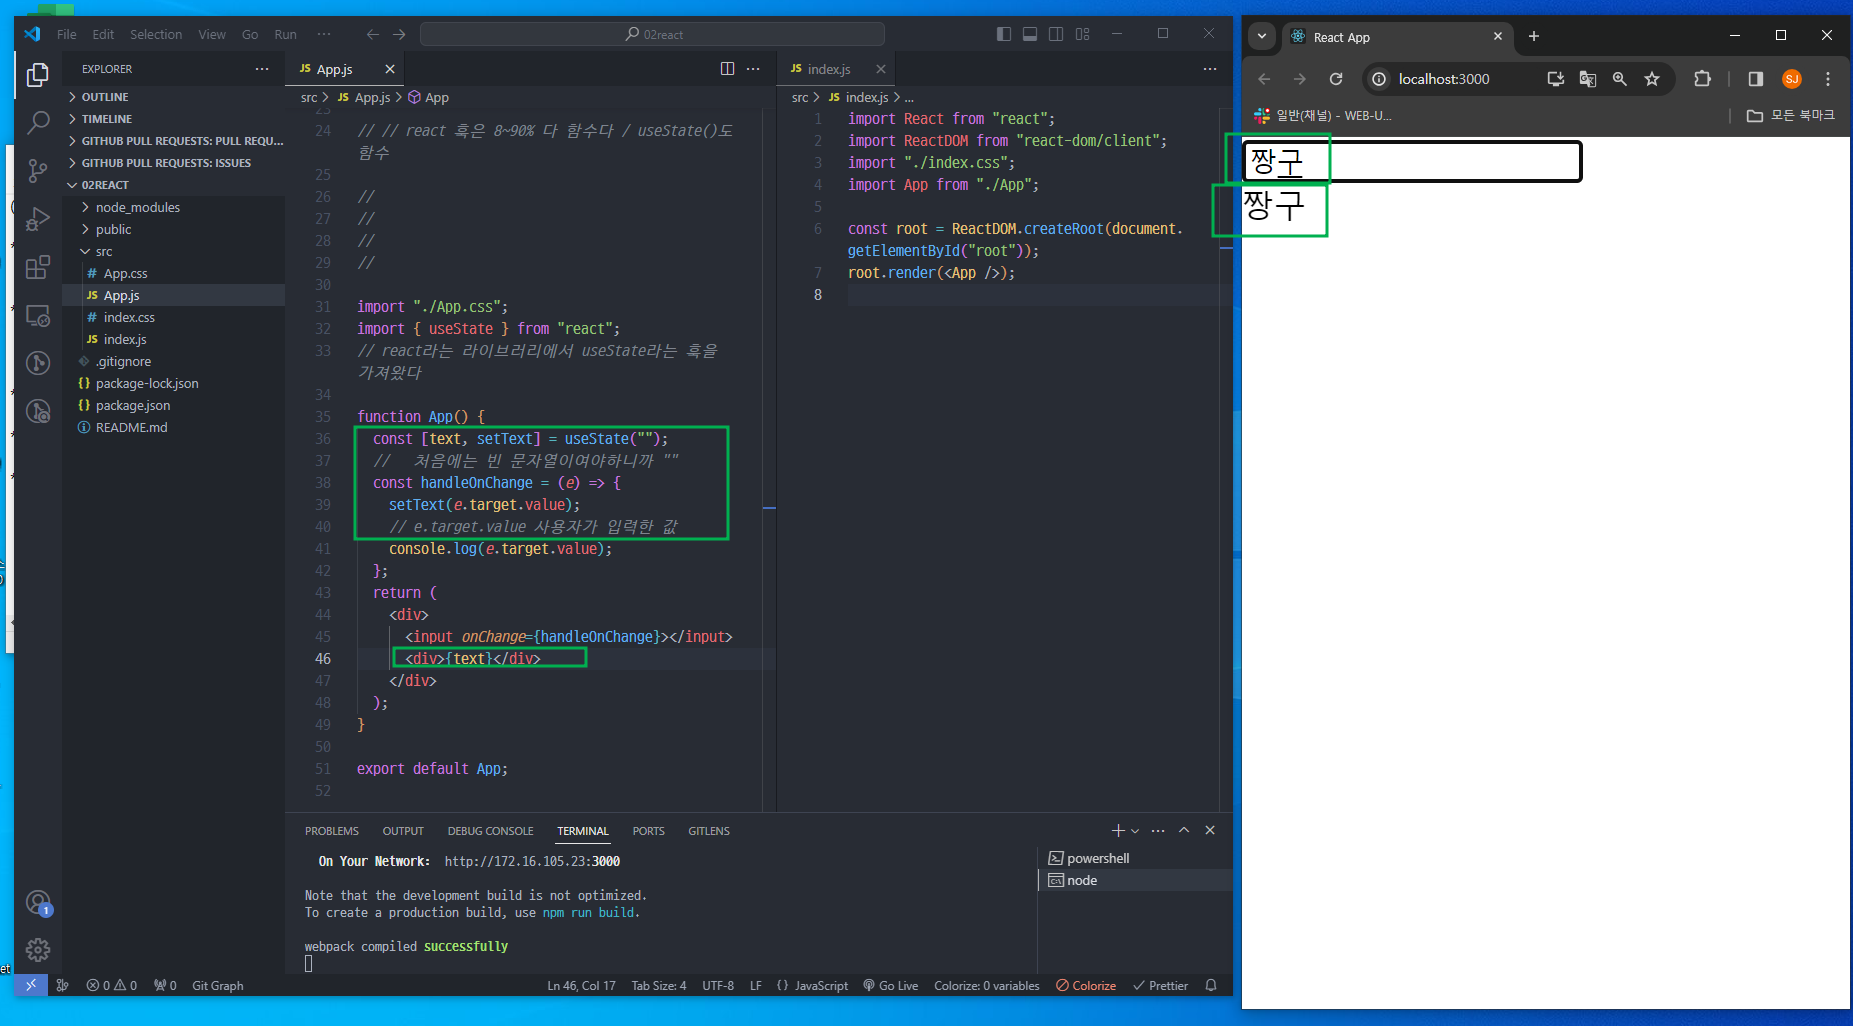 File Edit Selection View Go Run ...
02react
EXPLORER
OUTLINE
TIMELINE
GITHUB PULL REQUESTS: PULL REQU...
GITHUB PULL REQUESTS: ISSUES
02REACT
node_modules
public
src
# App.css
JS App.js
# index.css
JS index.js
.gitignore
{} package-lock.json
{} package.json
README.md
JS App.js
src > JS App.js > App
23
24 // // react 훅은 8~90% 다 함수다 / useState()도
함수
25
26 //
27 //
28 //
29 //
30
31 import "./App.css";
32 import { useState } from "react";
33 // react라는 라이브러리에서 useState라는 훅을
가져왔다
34
35 function App() {
36 const [text, setText] = useState("");
37 // 처음에는 빈 문자열이여야하니까 ""
38 const handleOnChange = (e) => {
39 setText(e.target.value);
40 // e.target.value 사용자가 입력한 값
41 console.log(e.target.value);
42 };
43 return (
44 <div>
45 <input onChange={handleOnChange}></input>
46 <div>{text}</div>
47 </div>
48 );
49 }
50
51 export default App;
52
JS index.js
src > JS index.js > ...
1 import React from "react";
2 import ReactDOM from "react-dom/client";
3 import "./index.css";
4 import App from "./App";
5
6 const root = ReactDOM.createRoot(document.
getElementById("root"));
7 root.render(<App />);
8
PROBLEMS OUTPUT DEBUG CONSOLE TERMINAL PORTS GITLENS
On Your Network: http://172.16.105.23:3000
Note that the development build is not optimized.
To create a production build, use npm run build.
webpack compiled successfully
powershell
node
1
0 0 0 Git Graph Ln 46, Col 17 Tab Size: 4 UTF-8 LF {} JavaScript Go Live Colorize: 0 variables Colorize Prettier
React App
localhost:3000
SJ
일반(채널) - WEB-U...
모든 북마크
짱구
짱구
et